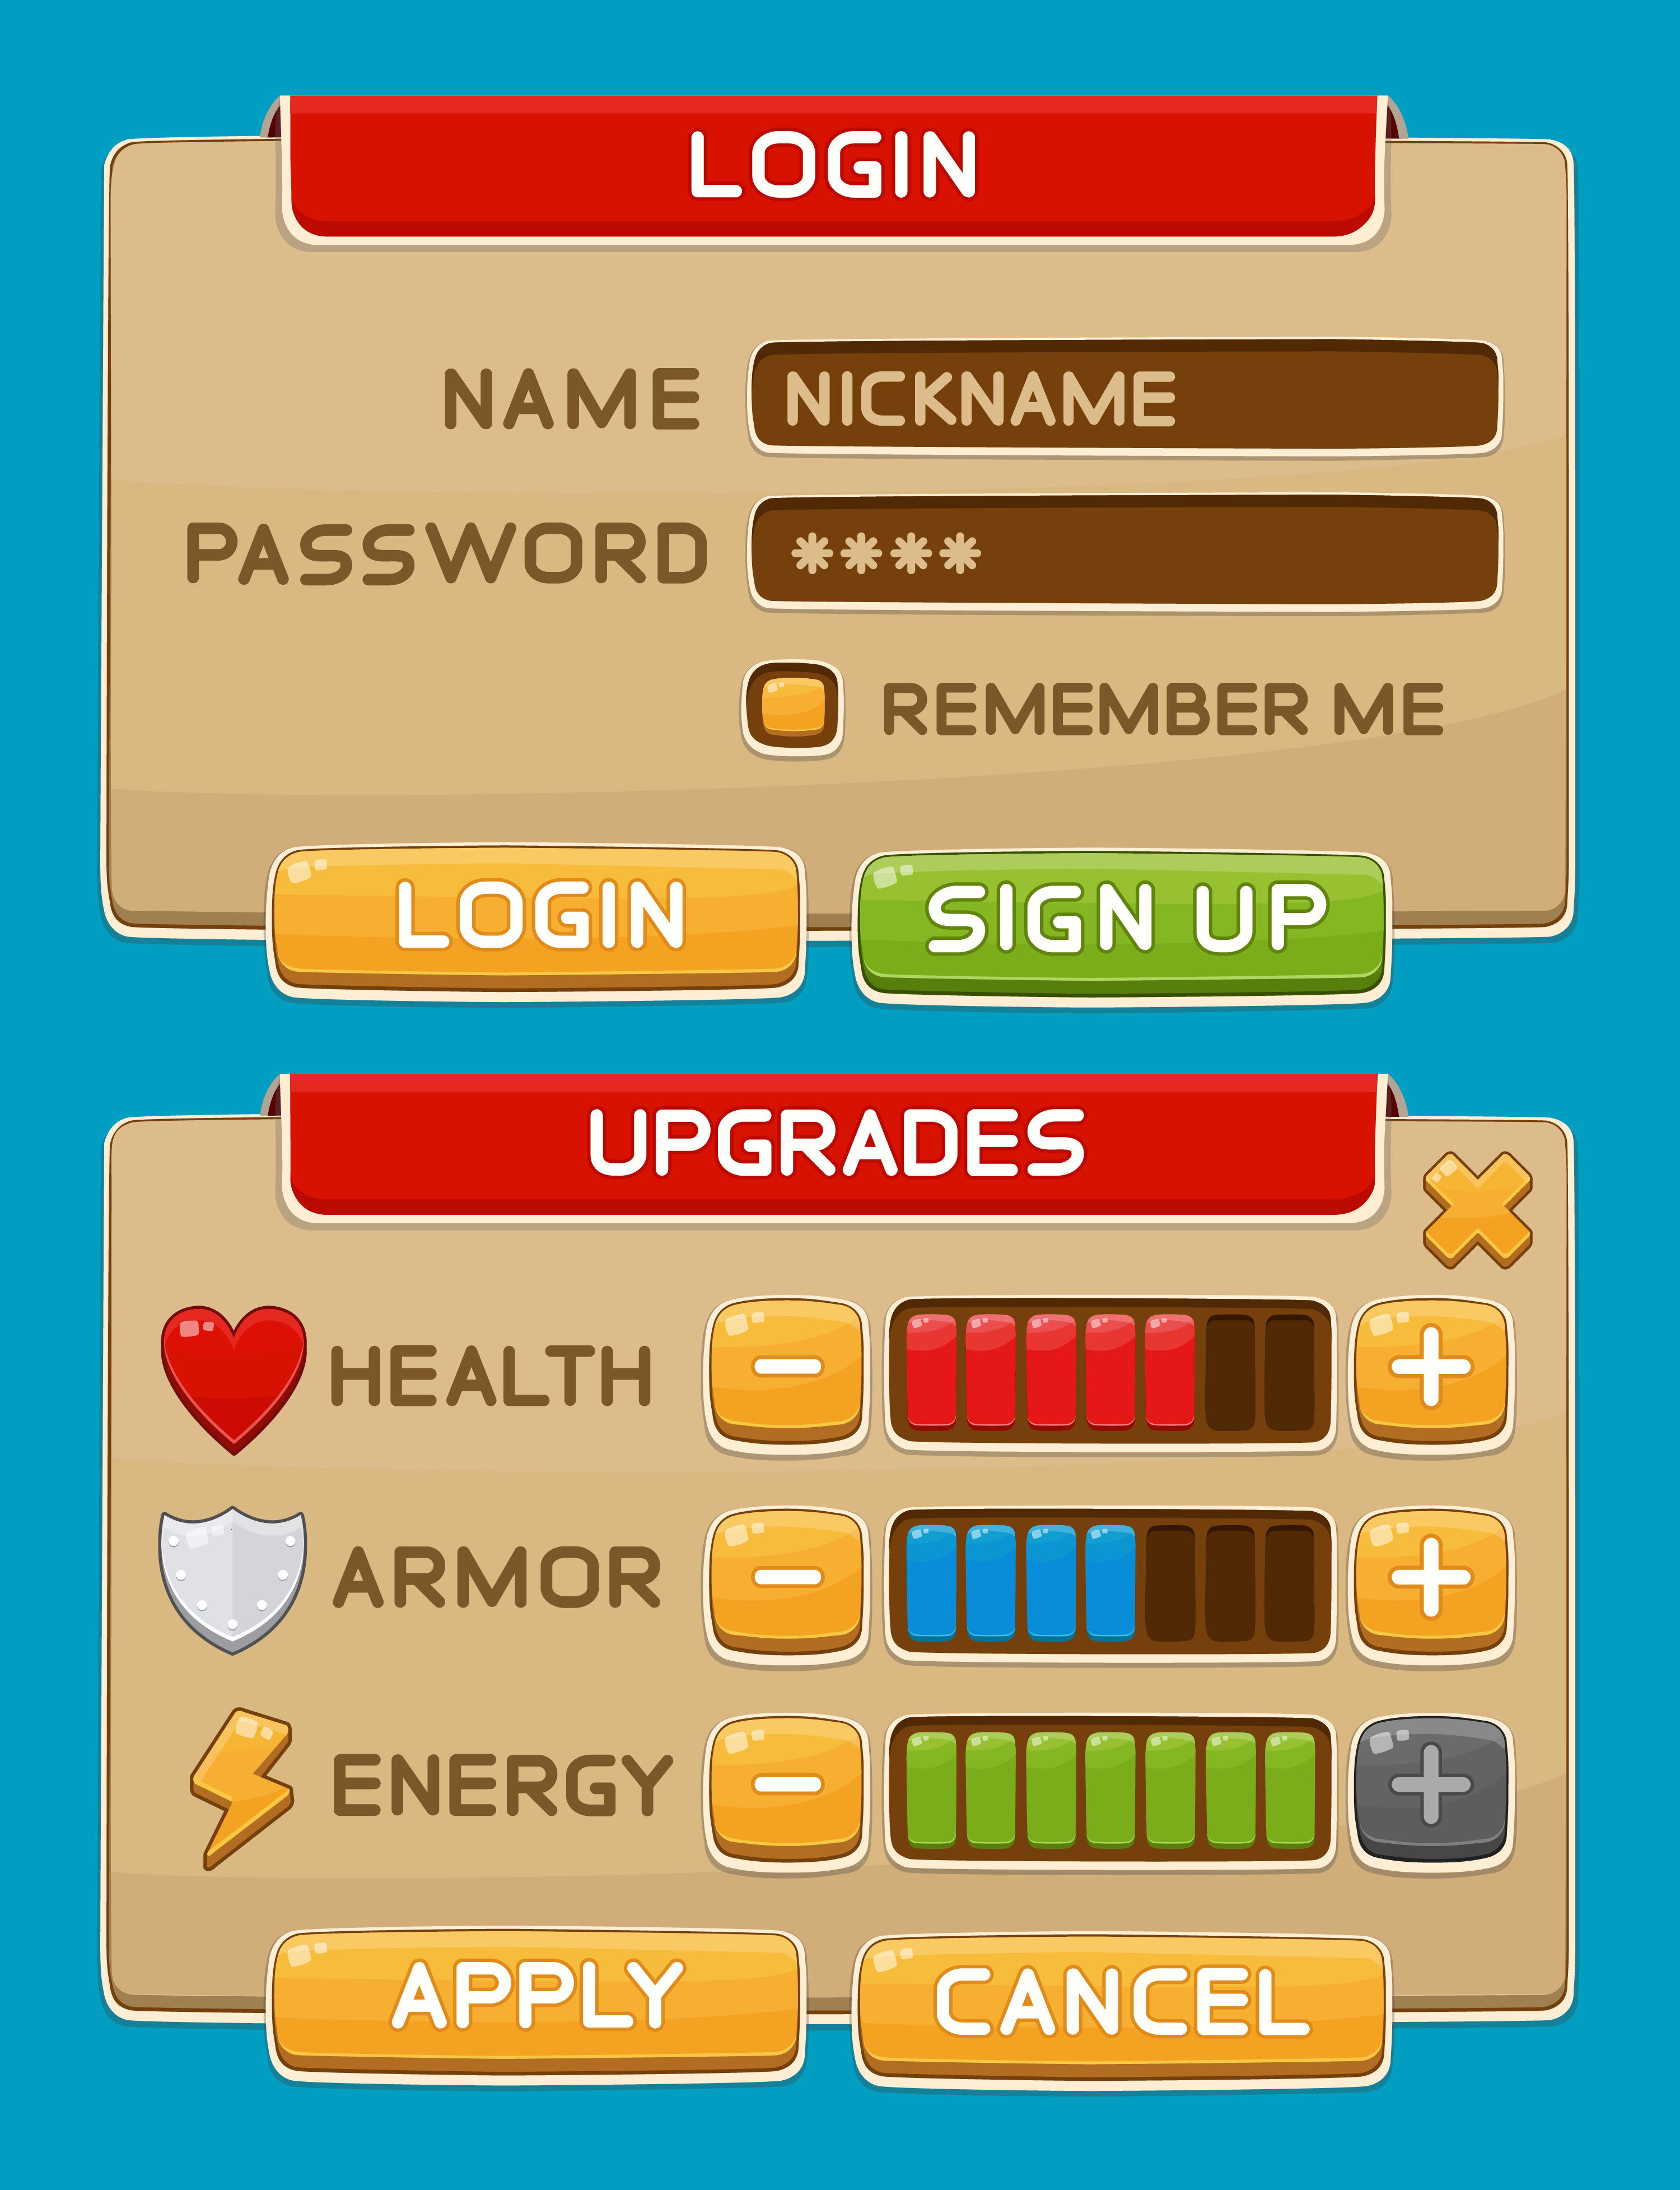 LOGIN
NAME NICKNAME
PASSWORD ****
REMEMBER ME
LOGIN SIGN UP
UPGRADES
HEALTH - +
ARMOR - +
ENERGY - +
APPLY CANCEL